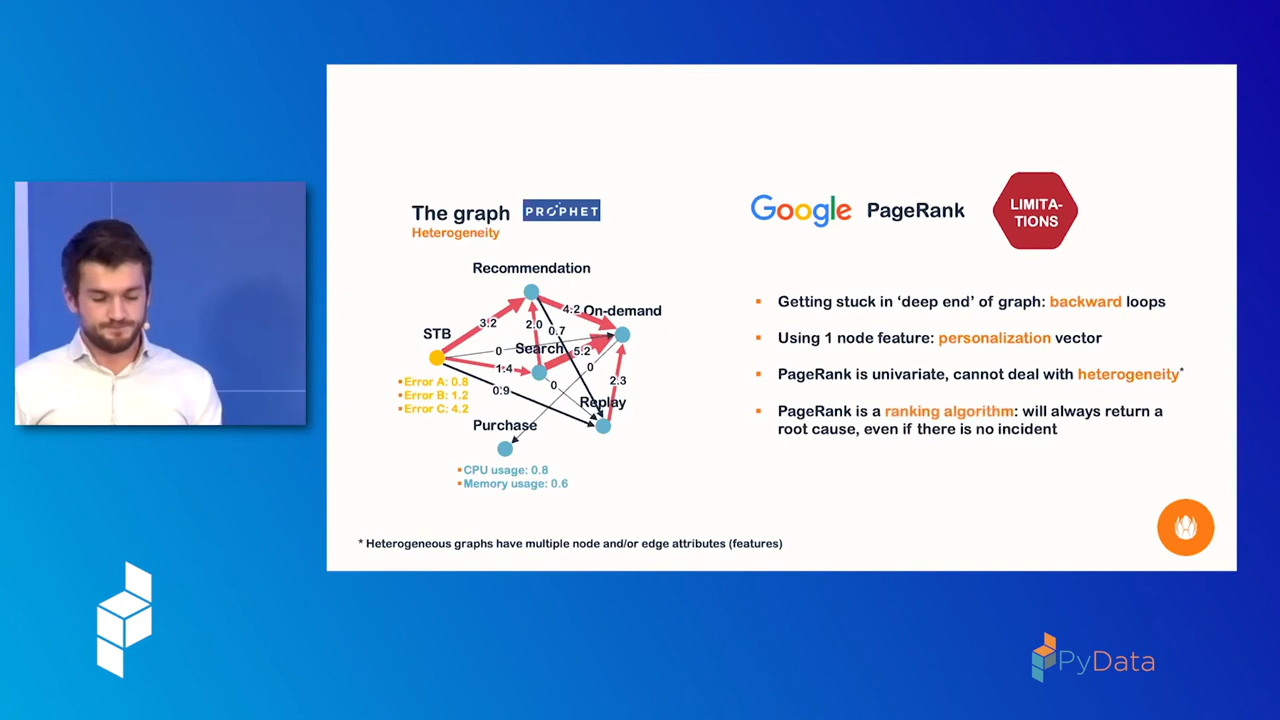 The graph
PROPHET
Heterogeneity
Recommendation
4.2
On-demand
3.2
2.0
0.7
STB
0
Search
5.2
1.4
0
Error A: 0.8
0.9
0
2.3
Error B: 1.2
Replay
Error C: 4.2
Purchase
CPU usage: 0.8
Memory usage: 0.6
Google PageRank
LIMITA-
TIONS
Getting stuck in ‘deep end’ of graph: backward loops
Using 1 node feature: personalization vector
PageRank is univariate, cannot deal with heterogeneity*
PageRank is a ranking algorithm: will always return a
root cause, even if there is no incident
* Heterogeneous graphs have multiple node and/or edge attributes (features)
PyData